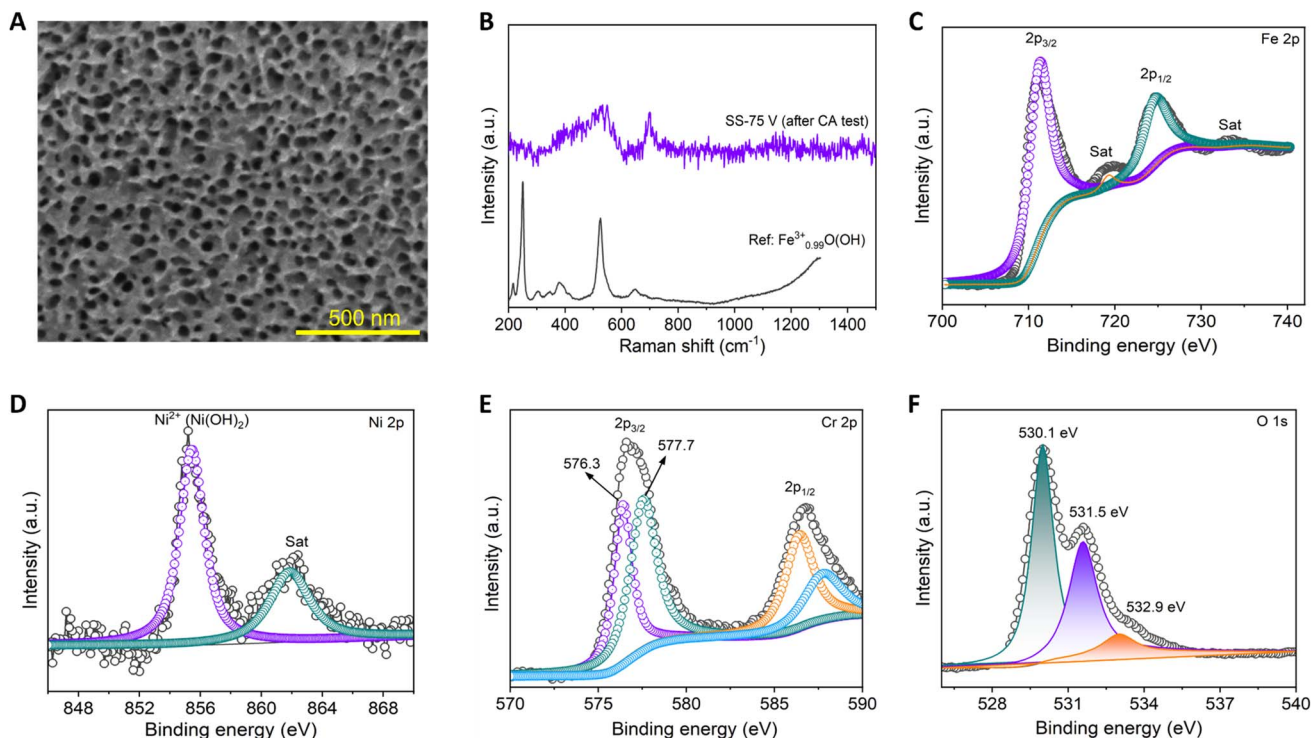 A
500 nm
B
Intensity (a.u.)
SS-75 V (after CA test)
Ref: Fe³⁺₀.₉₉O(OH)
200 400 600 800 1000 1200 1400
Raman shift (cm⁻¹)
C
Fe 2p
2p₃/₂
2p₁/₂
Sat
Sat
Intensity (a.u.)
700 710 720 730 740
Binding energy (eV)
D
Ni 2p
Ni²⁺ (Ni(OH)₂)
Sat
Intensity (a.u.)
848 852 856 860 864 868
Binding energy (eV)
E
Cr 2p
2p₃/₂
576.3
577.7
2p₁/₂
Intensity (a.u.)
570 575 580 585 590
Binding energy (eV)
F
O 1s
530.1 eV
531.5 eV
532.9 eV
Intensity (a.u.)
528 531 534 537 540
Binding energy (eV)